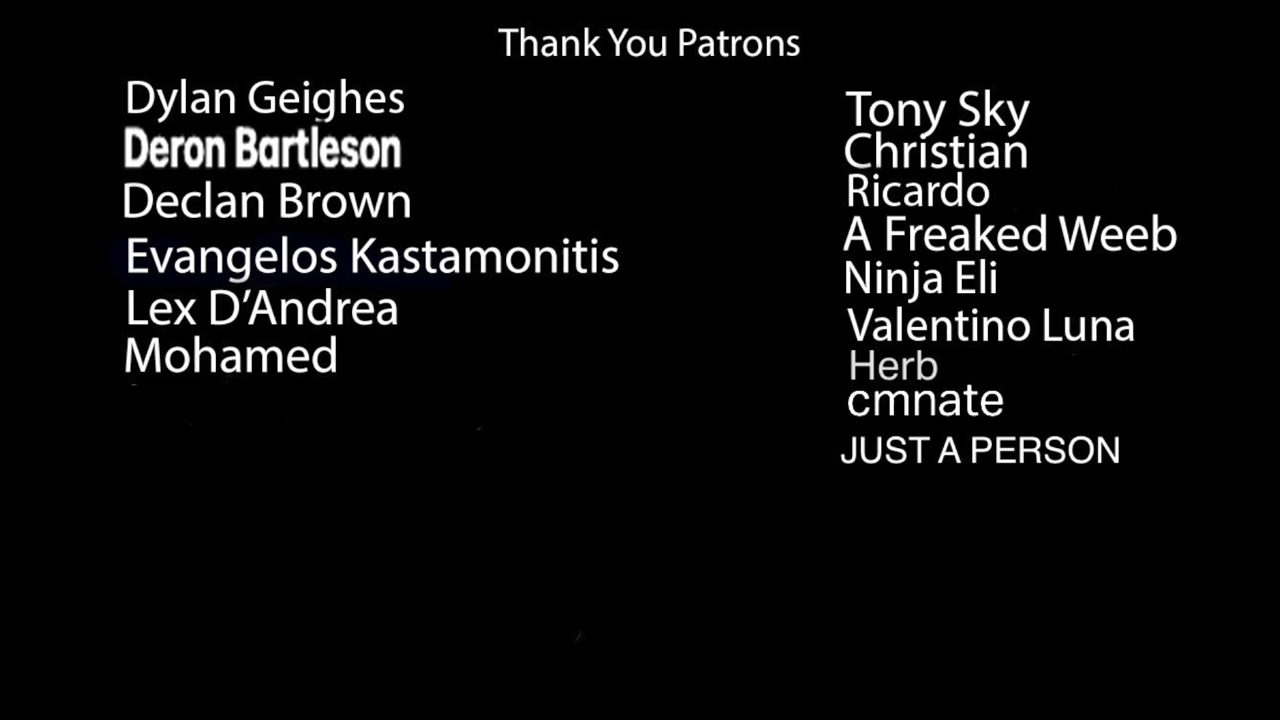 Thank You Patrons
Dylan Geighes
Deron Bartleson
Declan Brown
Evangelos Kastamonitis
Lex D’Andrea
Mohamed
Tony Sky
Christian
Ricardo
A Freaked Weeb
Ninja Eli
Valentino Luna
Herb
cmnate
JUST A PERSON